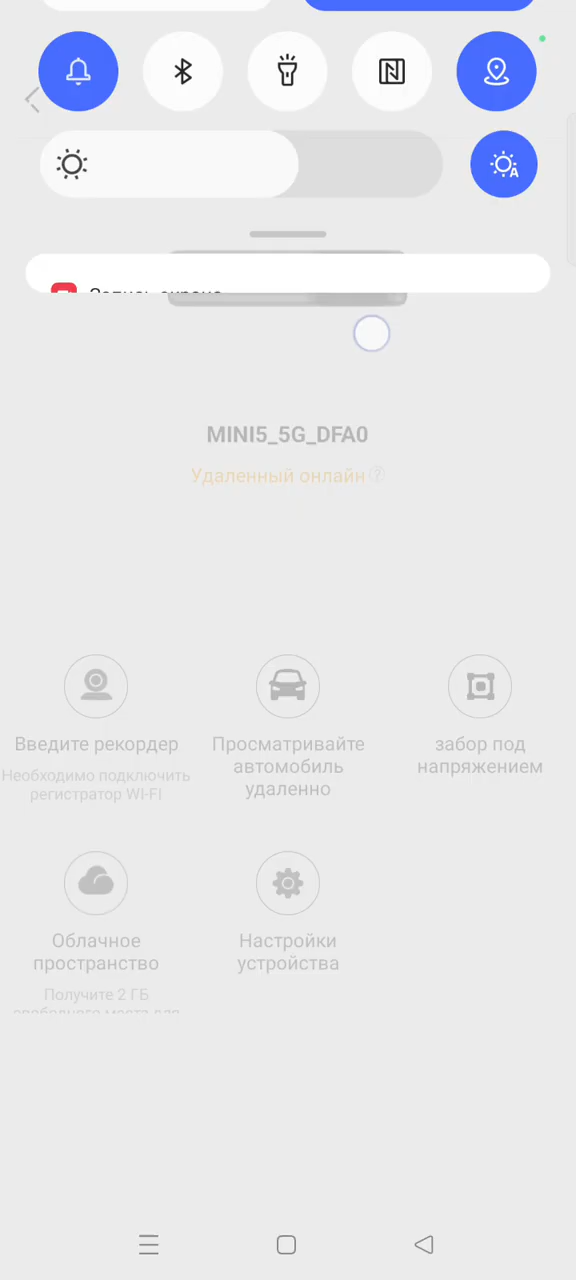 MINI5_5G_DFA0
Удаленный онлайн
Введите рекордер
Необходимо подключить
регистратор WI-FI
Просматривайте
автомобиль
удаленно
забор под
напряжением
Облачное
пространство
Получите 2 ГБ
Настройки
устройства